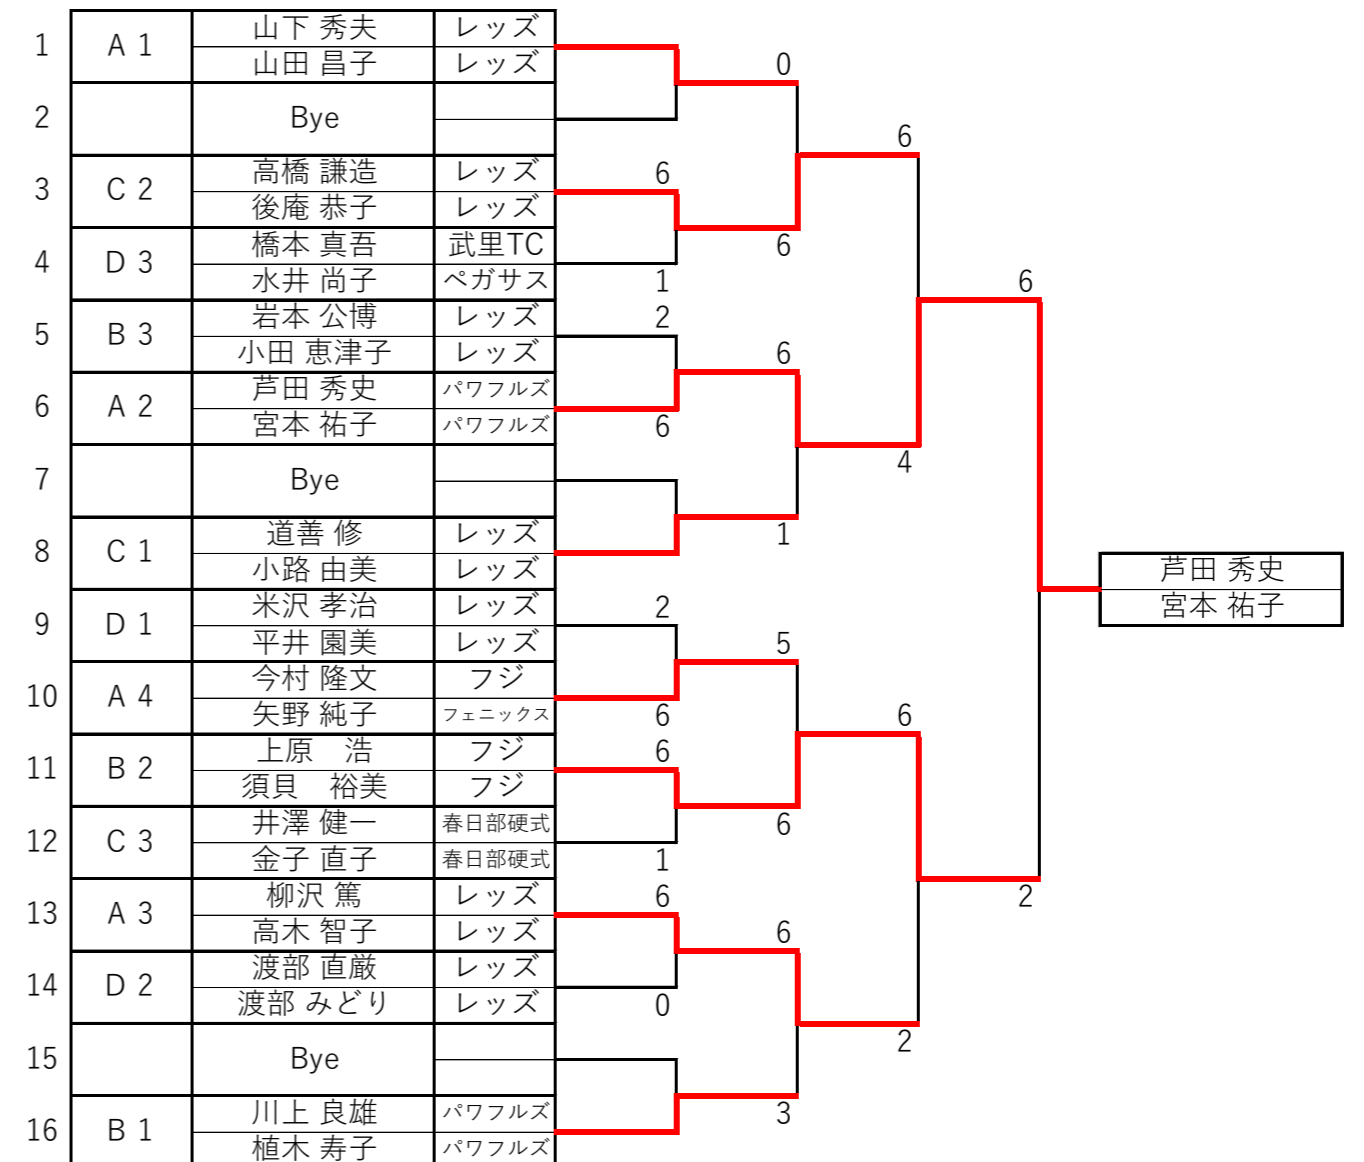 1 A 1 山下 秀夫 レッズ
山田 昌子 レッズ
0
2 Bye
6
3 C 2 高橋 謙造 レッズ 6
後庵 恭子 レッズ
4 D 3 橋本 真吾 武里TC 6
水井 尚子 ペガサス 1
6
5 B 3 岩本 公博 レッズ 2
小田 恵津子 レッズ 6
6 A 2 芦田 秀史 パワフルズ
宮本 祐子 パワフルズ 6
4
7 Bye
8 C 1 道善 修 レッズ 1
小路 由美 レッズ
芦田 秀史
宮本 祐子
9 D 1 米沢 孝治 レッズ 2
平井 園美 レッズ 5
10 A 4 今村 隆文 フジ
矢野 純子 フェニックス 6 6
11 B 2 上原 浩 フジ 6
須貝 裕美 フジ
12 C 3 井澤 健一 春日部硬式 6
金子 直子 春日部硬式 1
13 A 3 柳沢 篤 レッズ 6 2
高木 智子 レッズ 6
14 D 2 渡部 直厳 レッズ
渡部 みどり レッズ 0
2
15 Bye
16 B 1 川上 良雄 パワフルズ 3
植木 寿子 パワフルズ